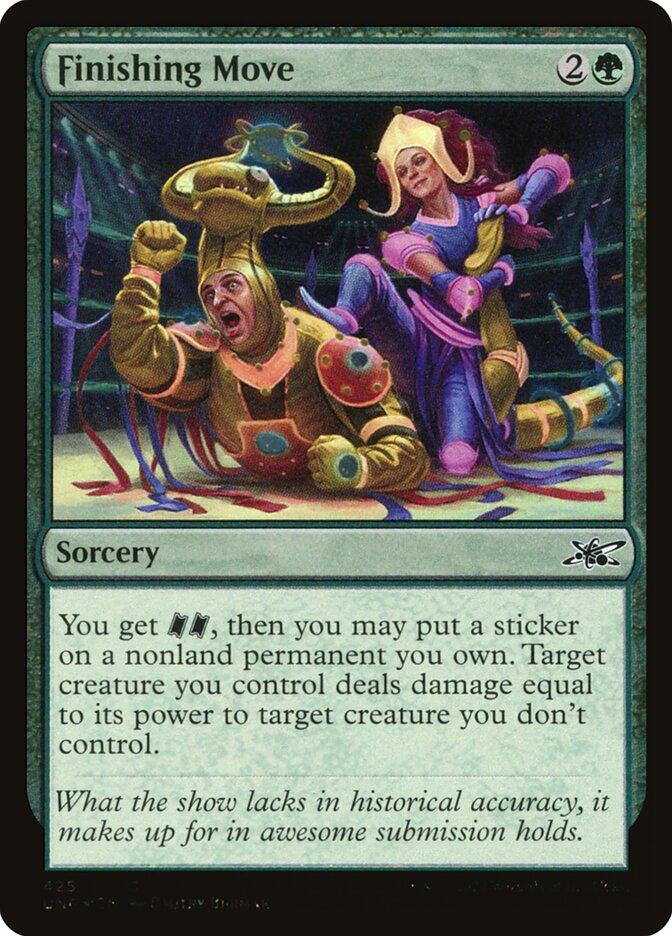 Finishing Move 2
Sorcery
You get , then you may put a sticker
on a nonland permanent you own. Target
creature you control deals damage equal
to its power to target creature you don't
control.
What the show lacks in historical accuracy, it
makes up for in awesome submission holds.
425